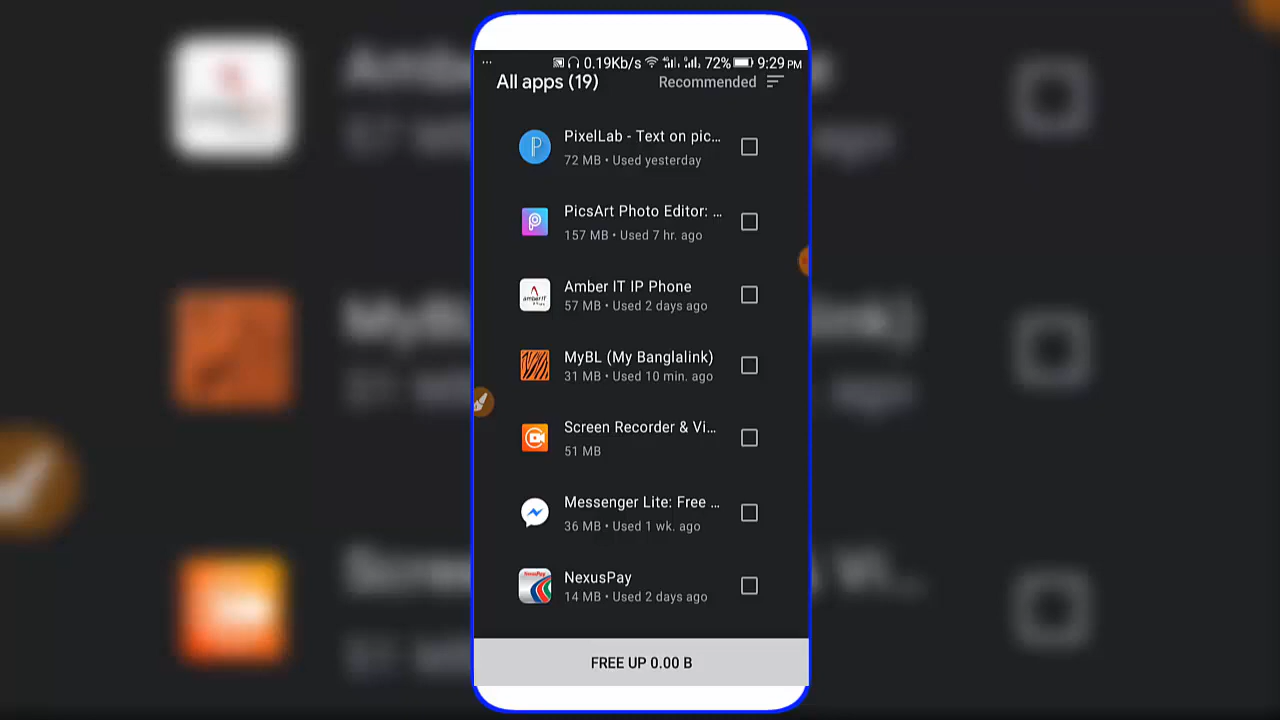 ... 0.19Kb/s 72% 9:29 PM
All apps (19) Recommended
PixelLab - Text on pic...
72 MB • Used yesterday
PicsArt Photo Editor: ...
157 MB • Used 7 hr. ago
Amber IT IP Phone
57 MB • Used 2 days ago
MyBL (My Banglalink)
31 MB • Used 10 min. ago
Screen Recorder & Vi...
51 MB
Messenger Lite: Free ...
36 MB • Used 1 wk. ago
NexusPay
14 MB • Used 2 days ago
FREE UP 0.00 B